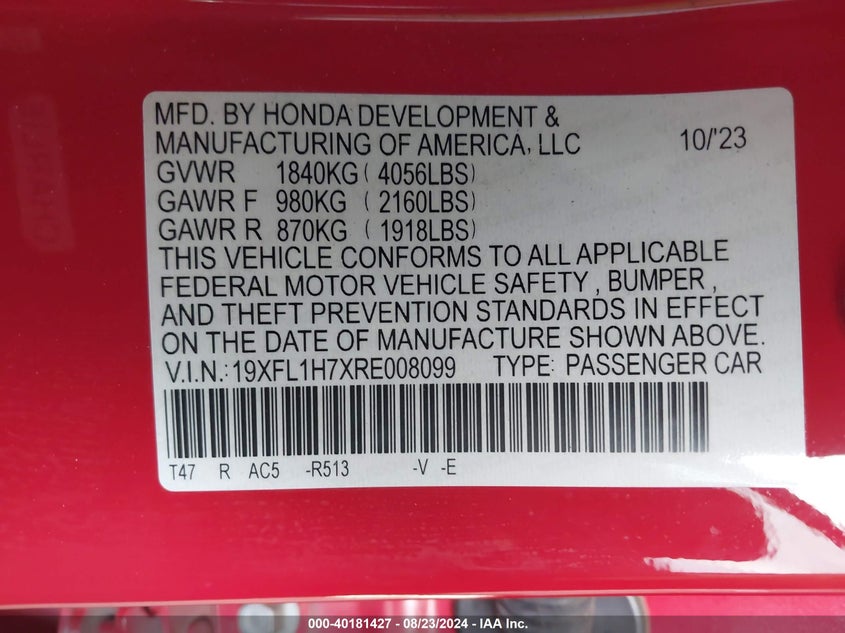 MFD. BY HONDA DEVELOPMENT &
MANUFACTURING OF AMERICA, LLC 10/'23
GVWR 1840KG ( 4056LBS )
GAWR F 980KG ( 2160LBS )
GAWR R 870KG ( 1918LBS )
THIS VEHICLE CONFORMS TO ALL APPLICABLE
FEDERAL MOTOR VEHICLE SAFETY , BUMPER ,
AND THEFT PREVENTION STANDARDS IN EFFECT
ON THE DATE OF MANUFACTURE SHOWN ABOVE.
V.I.N.: 19XFL1H7XRE008099 TYPE: PASSENGER CAR
T47 R AC5 -R513 -V -E
000-40181427 - 08/23/2024 - IAA Inc.